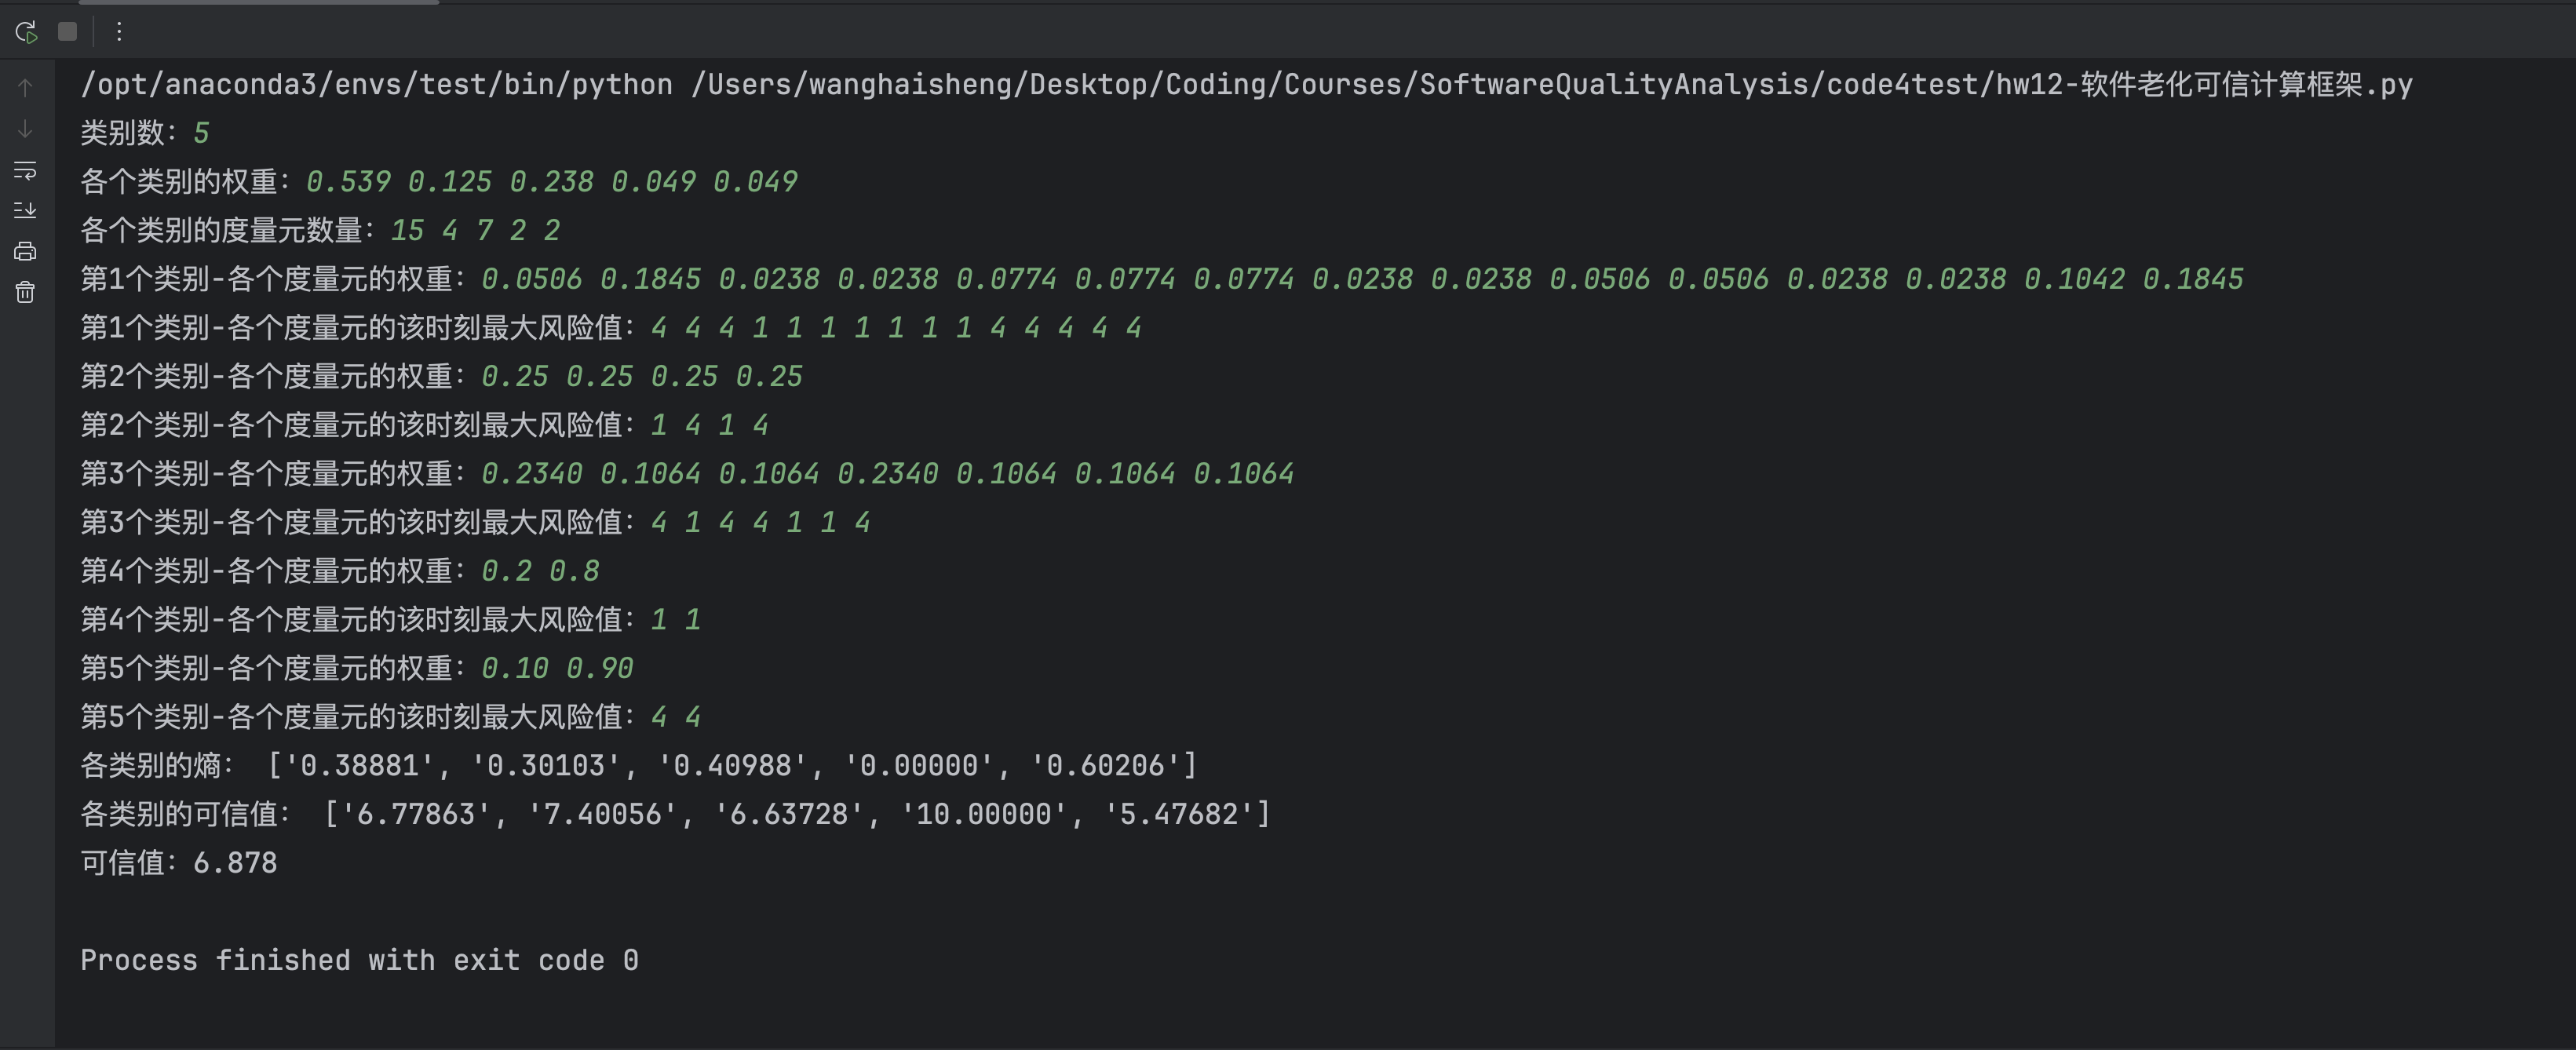 /opt/anaconda3/envs/test/bin/python /Users/wanghaisheng/Desktop/Coding/Courses/SoftwareQualityAnalysis/code4test/hw12-软件老化可信计算框架.py
类别数：5
各个类别的权重：0.539 0.125 0.238 0.049 0.049
各个类别的度量元数量：15 4 7 2 2
第1个类别-各个度量元的权重：0.0506 0.1845 0.0238 0.0238 0.0774 0.0774 0.0774 0.0238 0.0238 0.0506 0.0506 0.0238 0.0238 0.1042 0.1845
第1个类别-各个度量元的该时刻最大风险值：4 4 4 1 1 1 1 1 1 1 4 4 4 4 4
第2个类别-各个度量元的权重：0.25 0.25 0.25 0.25
第2个类别-各个度量元的该时刻最大风险值：1 4 1 4
第3个类别-各个度量元的权重：0.2340 0.1064 0.1064 0.2340 0.1064 0.1064 0.1064
第3个类别-各个度量元的该时刻最大风险值：4 1 4 4 1 1 4
第4个类别-各个度量元的权重：0.2 0.8
第4个类别-各个度量元的该时刻最大风险值：1 1
第5个类别-各个度量元的权重：0.10 0.90
第5个类别-各个度量元的该时刻最大风险值：4 4
各类别的熵： ['0.38881', '0.30103', '0.40988', '0.00000', '0.60206']
各类别的可信值： ['6.77863', '7.40056', '6.63728', '10.00000', '5.47682']
可信值：6.878
Process finished with exit code 0